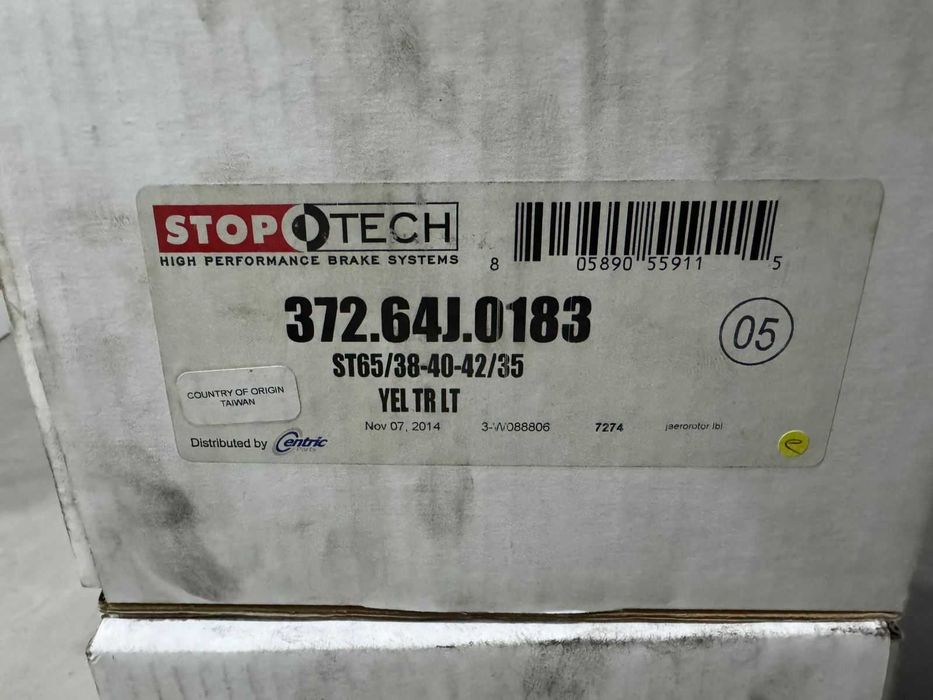 STOPTECH
HIGH PERFORMANCE BRAKE SYSTEMS
8 05890 55911 5
372.64J.0183
05
ST65/38-40-42/35
YEL TR LT
COUNTRY OF ORIGIN
TAIWAN
Nov 07, 2014 3-W088806 7274 jaerorotor.lbl
Distributed by Centric
Parts
e